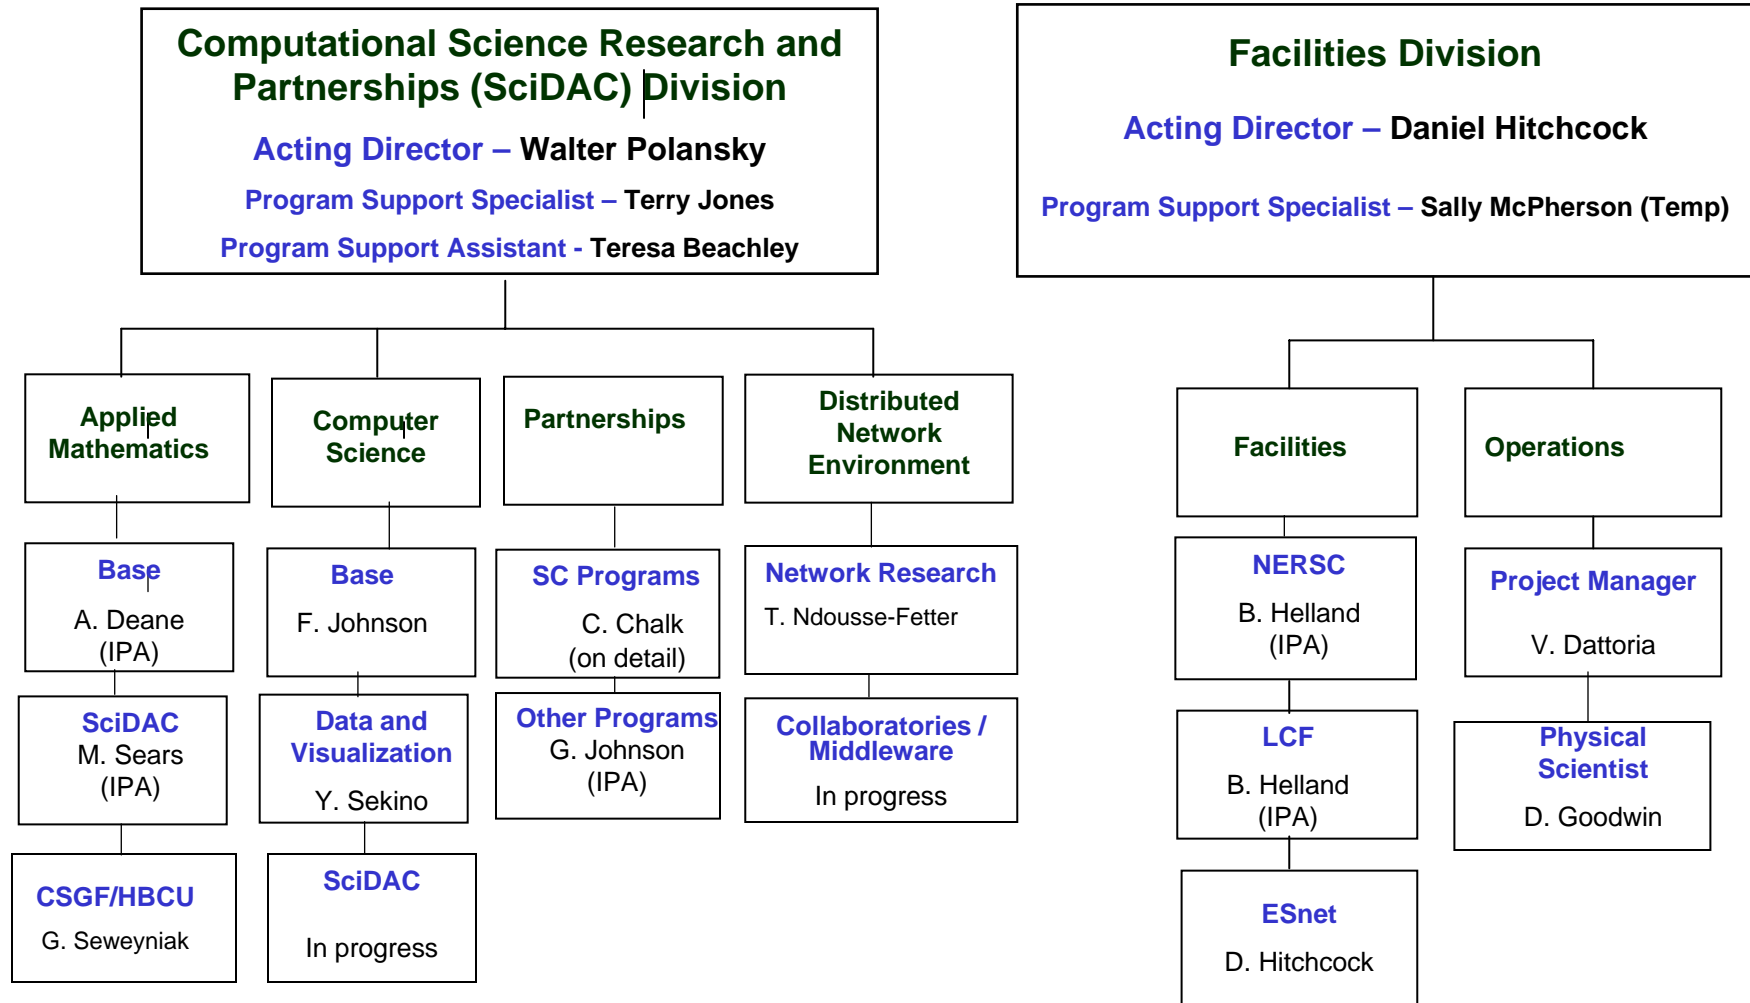 Computational Science Research and
Partnerships (SciDAC) Division
Acting Director – Walter Polansky
Program Support Specialist – Terry Jones
Program Support Assistant - Teresa Beachley
Facilities Division
Acting Director – Daniel Hitchcock
Program Support Specialist – Sally McPherson (Temp)
Applied
Mathematics
Base
A. Deane
(IPA)
SciDAC
M. Sears
(IPA)
CSGF/HBCU
G. Seweyniak
Computer
Science
Base
F. Johnson
Data and
Visualization
Y. Sekino
SciDAC
In progress
Partnerships
SC Programs
C. Chalk
(on detail)
Other Programs
G. Johnson
(IPA)
Distributed
Network
Environment
Network Research
T. Ndousse-Fetter
Collaboratories /
Middleware
In progress
Facilities
NERSC
B. Helland
(IPA)
LCF
B. Helland
(IPA)
ESnet
D. Hitchcock
Operations
Project Manager
V. Dattoria
Physical
Scientist
D. Goodwin